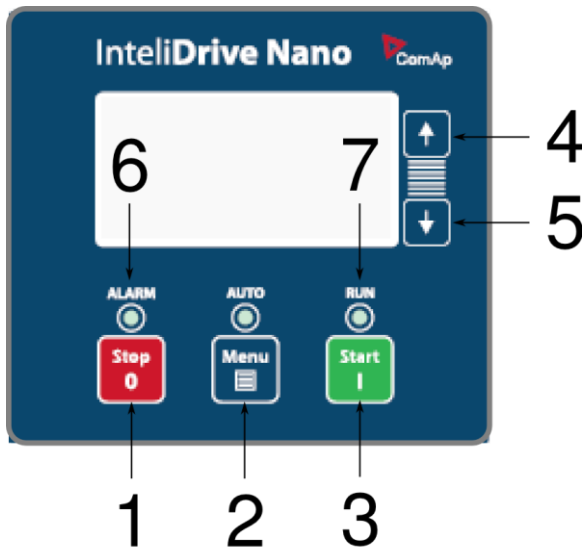 InteliDrive Nano ComAp
6 7 4
5
ALARM AUTO RUN
Stop Menu Start
0 I
1 2 3